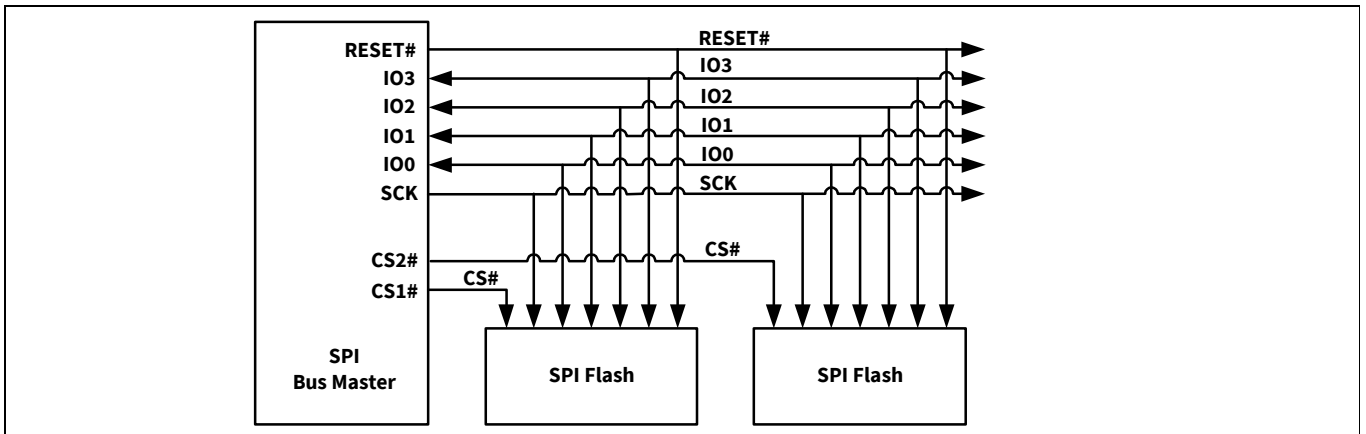 RESET#
RESET#
IO3
IO3
IO2
IO2
IO1
IO1
IO0
IO0
SCK
SCK
CS2#
CS#
CS1#
CS#
SPI
Bus Master
SPI Flash
SPI Flash